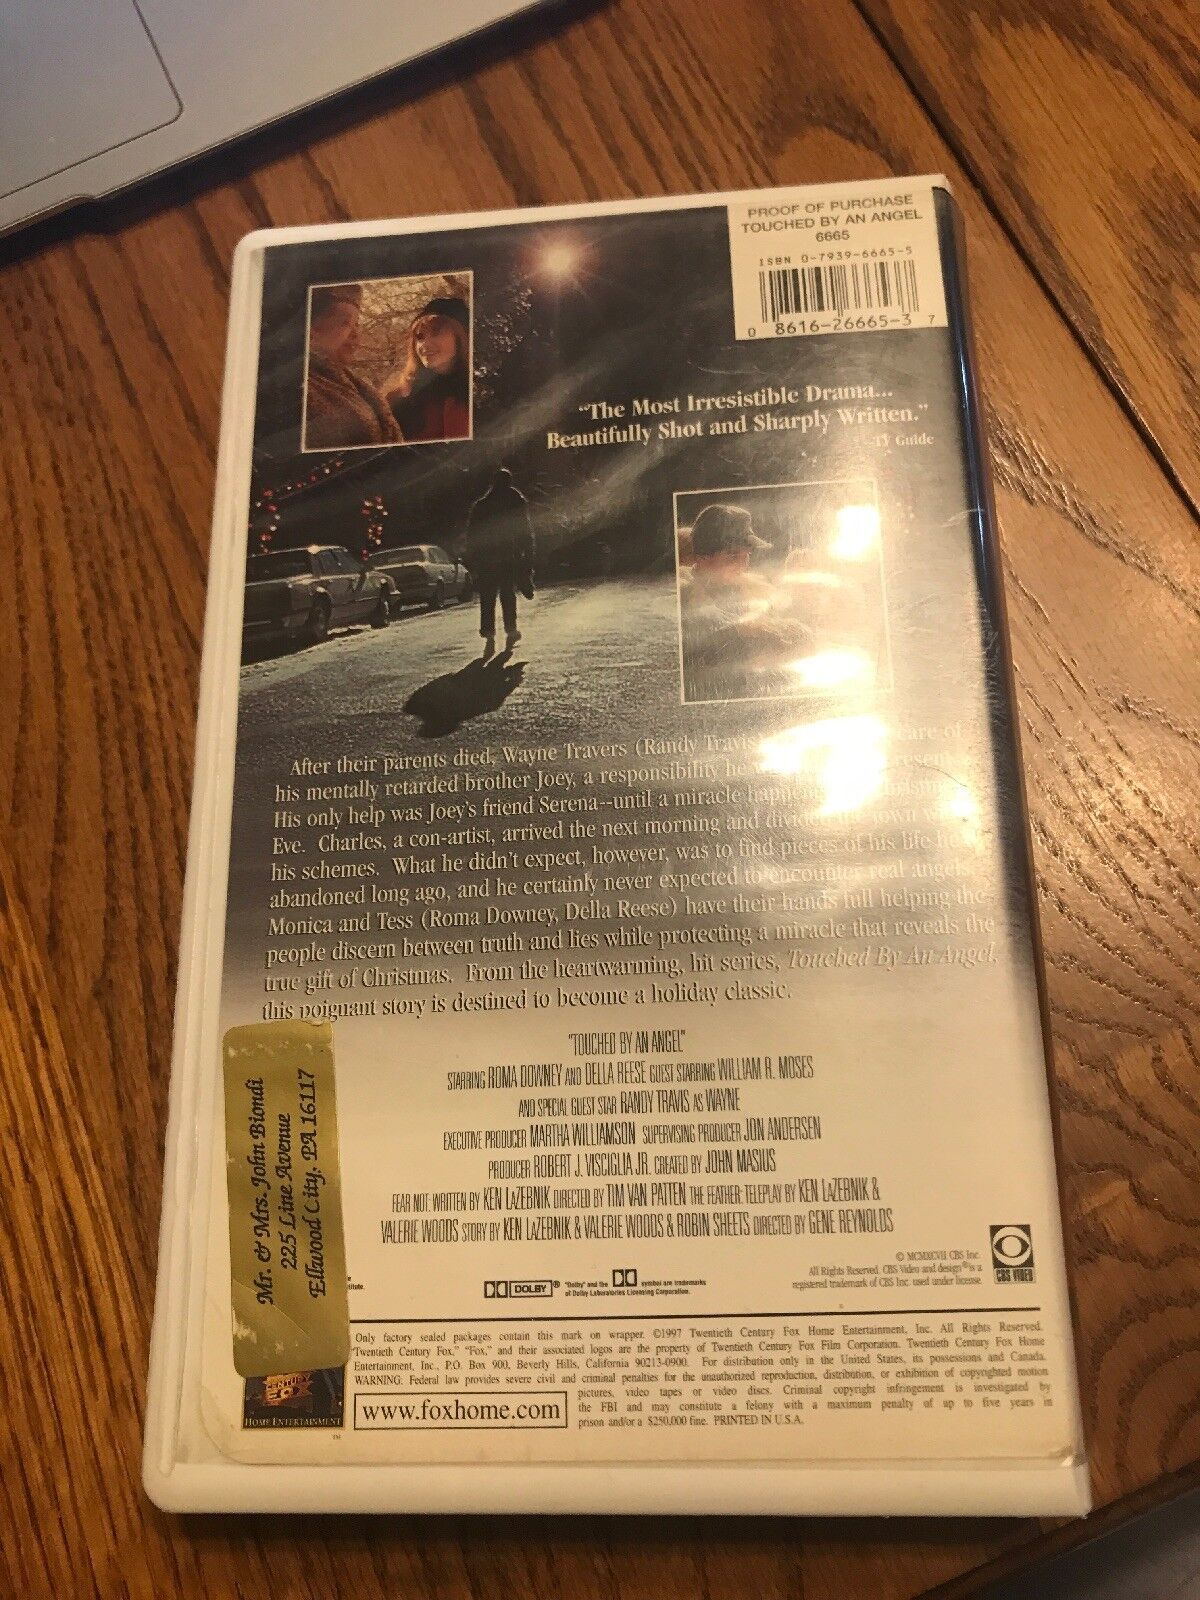 PROOF OF PURCHASE
TOUCHED BY AN ANGEL
6665
ISBN 0-7939-6665-5
0 8616-26665-3 7
"The Most Irresistible Drama...
Beautifully Shot and Sharply Written."
--TV Guide
After their parents died, Wayne Travers (Randy Travis care of
his mentally retarded brother Joey, a responsibility he
His only help was Joey's friend Serena--until a miracle
Eve. Charles, a con-artist, arrived the next morning and divided the town
his schemes. What he didn't expect, however, was to find pieces of his life he
abandoned long ago, and he certainly never expected to encounter real angels.
Monica and Tess (Roma Downey, Della Reese) have their hands full helping the
people discern between truth and lies while protecting a miracle that reveals the
true gift of Christmas. From the heartwarming, hit series, Touched By An Angel,
this poignant story is destined to become a holiday classic.
"TOUCHED BY AN ANGEL"
STARRING ROMA DOWNEY AND DELLA REESE GUEST STARRING WILLIAM R. MOSES
AND SPECIAL GUEST STAR RANDY TRAVIS AS WAYNE
EXECUTIVE PRODUCER MARTHA WILLIAMSON SUPERVISING PRODUCER JON ANDERSEN
PRODUCER ROBERT J. VISCIGLIA JR. CREATED BY JOHN MASIUS
FEAR NOT: WRITTEN BY KEN LAZEBNIK DIRECTED BY TIM VAN PATTEN THE FEATHER: TELEPLAY BY KEN LAZEBNIK &
VALERIE WOODS STORY BY KEN LAZERNIK & VALERIE WOODS & ROBIN SHEETS DIRECTED BY GENE REYNOLDS
Mr. & Mrs. John Biondi
225 Line Avenue
Ellwood City, PA 16117
DOLBY® "Dolby" and the symbol are trademarks
of Dolby Laboratories Licensing Corporation.
© MCMXCVII CBS Inc.
All Rights Reserved. CBS Video and design® is a
registered trademark of CBS Inc. used under license.
CBS VIDEO
Only factory sealed packages contain this mark on wrapper. ©1997 Twentieth Century Fox Home Entertainment, Inc. All Rights Reserved.
"Twentieth Century Fox," "Fox," and their associated logos are the property of Twentieth Century Fox Film Corporation. Twentieth Century Fox Home
Entertainment, Inc., P.O. Box 900, Beverly Hills, California 90213-0900. For distribution only in the United States, its possessions and Canada.
WARNING: Federal law provides severe civil and criminal penalties for the unauthorized reproduction, distribution, or exhibition of copyrighted motion
pictures, video tapes or video discs. Criminal copyright infringement is investigated by
the FBI and may constitute a felony with a maximum penalty of up to five years in
prison and/or a $250,000 fine. PRINTED IN U.S.A.
www.foxhome.com
CENTURY
FOX
HOME ENTERTAINMENT
TM